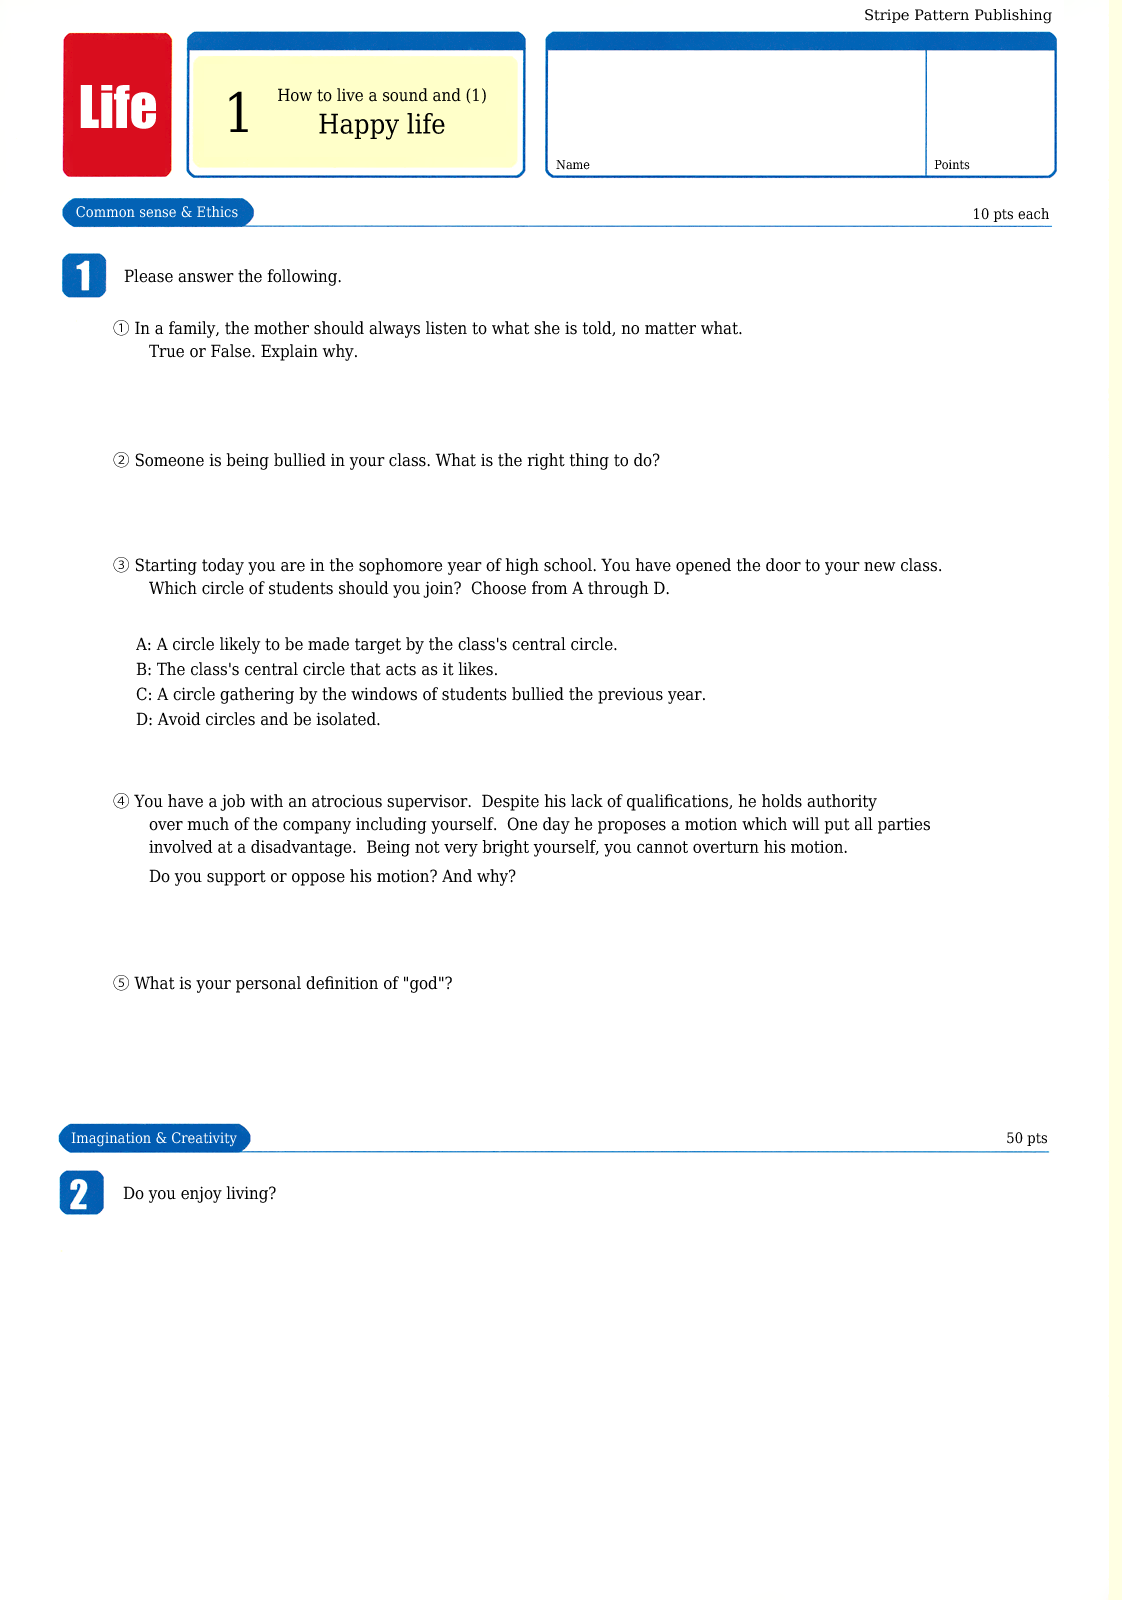 Stripe Pattern Publishing
Life
1
How to live a sound and (1)
Happy life
Name
Points
Common sense & Ethics
10 pts each
1
Please answer the following.
① In a family, the mother should always listen to what she is told, no matter what.
True or False. Explain why.
② Someone is being bullied in your class. What is the right thing to do?
③ Starting today you are in the sophomore year of high school. You have opened the door to your new class.
Which circle of students should you join?  Choose from A through D.
A: A circle likely to be made target by the class's central circle.
B: The class's central circle that acts as it likes.
C: A circle gathering by the windows of students bullied the previous year.
D: Avoid circles and be isolated.
④ You have a job with an atrocious supervisor.  Despite his lack of qualifications, he holds authority
over much of the company including yourself.  One day he proposes a motion which will put all parties
involved at a disadvantage.  Being not very bright yourself, you cannot overturn his motion.
Do you support or oppose his motion? And why?
⑤ What is your personal definition of "god"?
Imagination & Creativity
50 pts
2
Do you enjoy living?